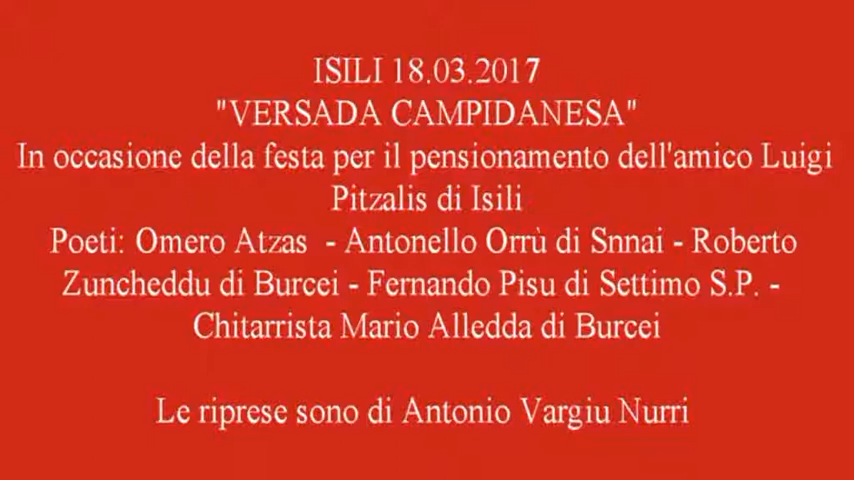 ISILI 18.03.2017
"VERSADA CAMPIDANESA"
In occasione della festa per il pensionamento dell'amico Luigi
Pitzalis di Isili
Poeti: Omero Atzas - Antonello Orrù di Snnai - Roberto
Zuncheddu di Burcei - Fernando Pisu di Settimo S.P. -
Chitarrista Mario Alledda di Burcei
Le riprese sono di Antonio Vargiu Nurri